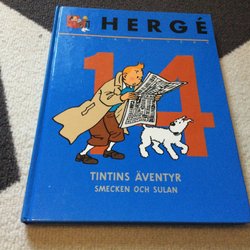 HERGÉ
14
TINTINS ÄVENTYR
SMECKEN OCH SULAN